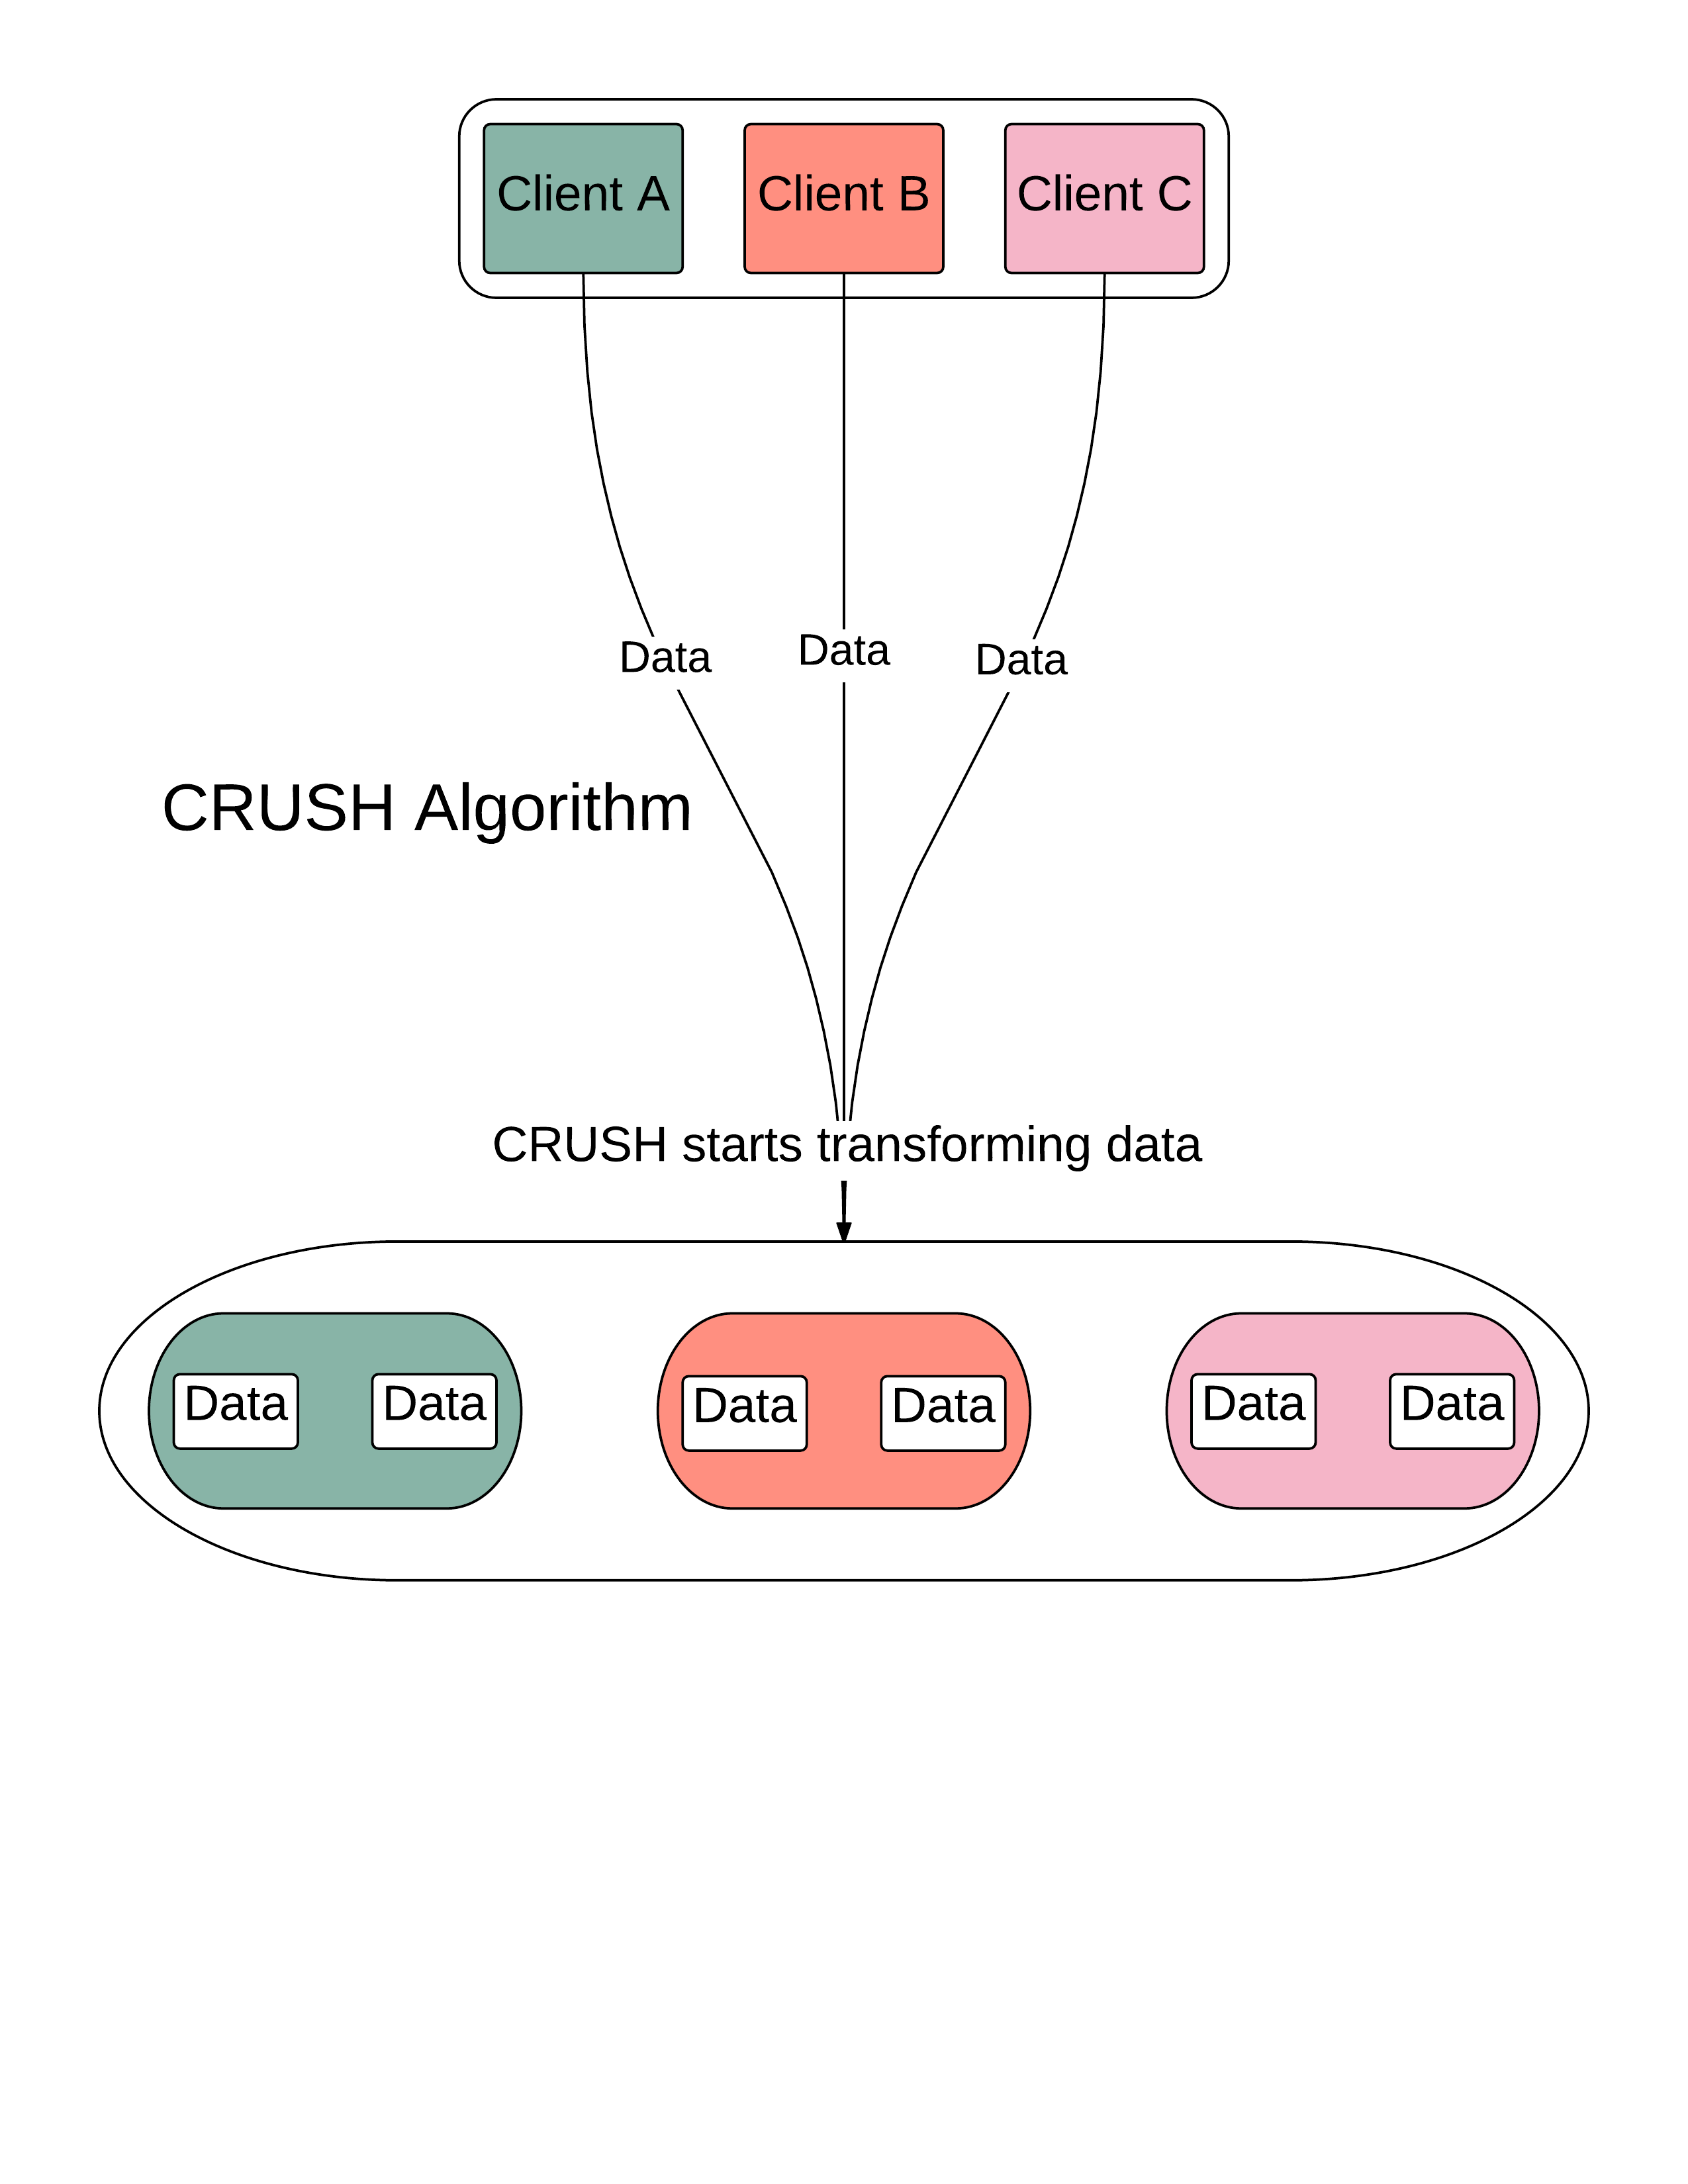 Client A
Client B
Client C
Data
Data
Data
CRUSH Algorithm
CRUSH starts transforming data
Data
Data
Data
Data
Data
Data